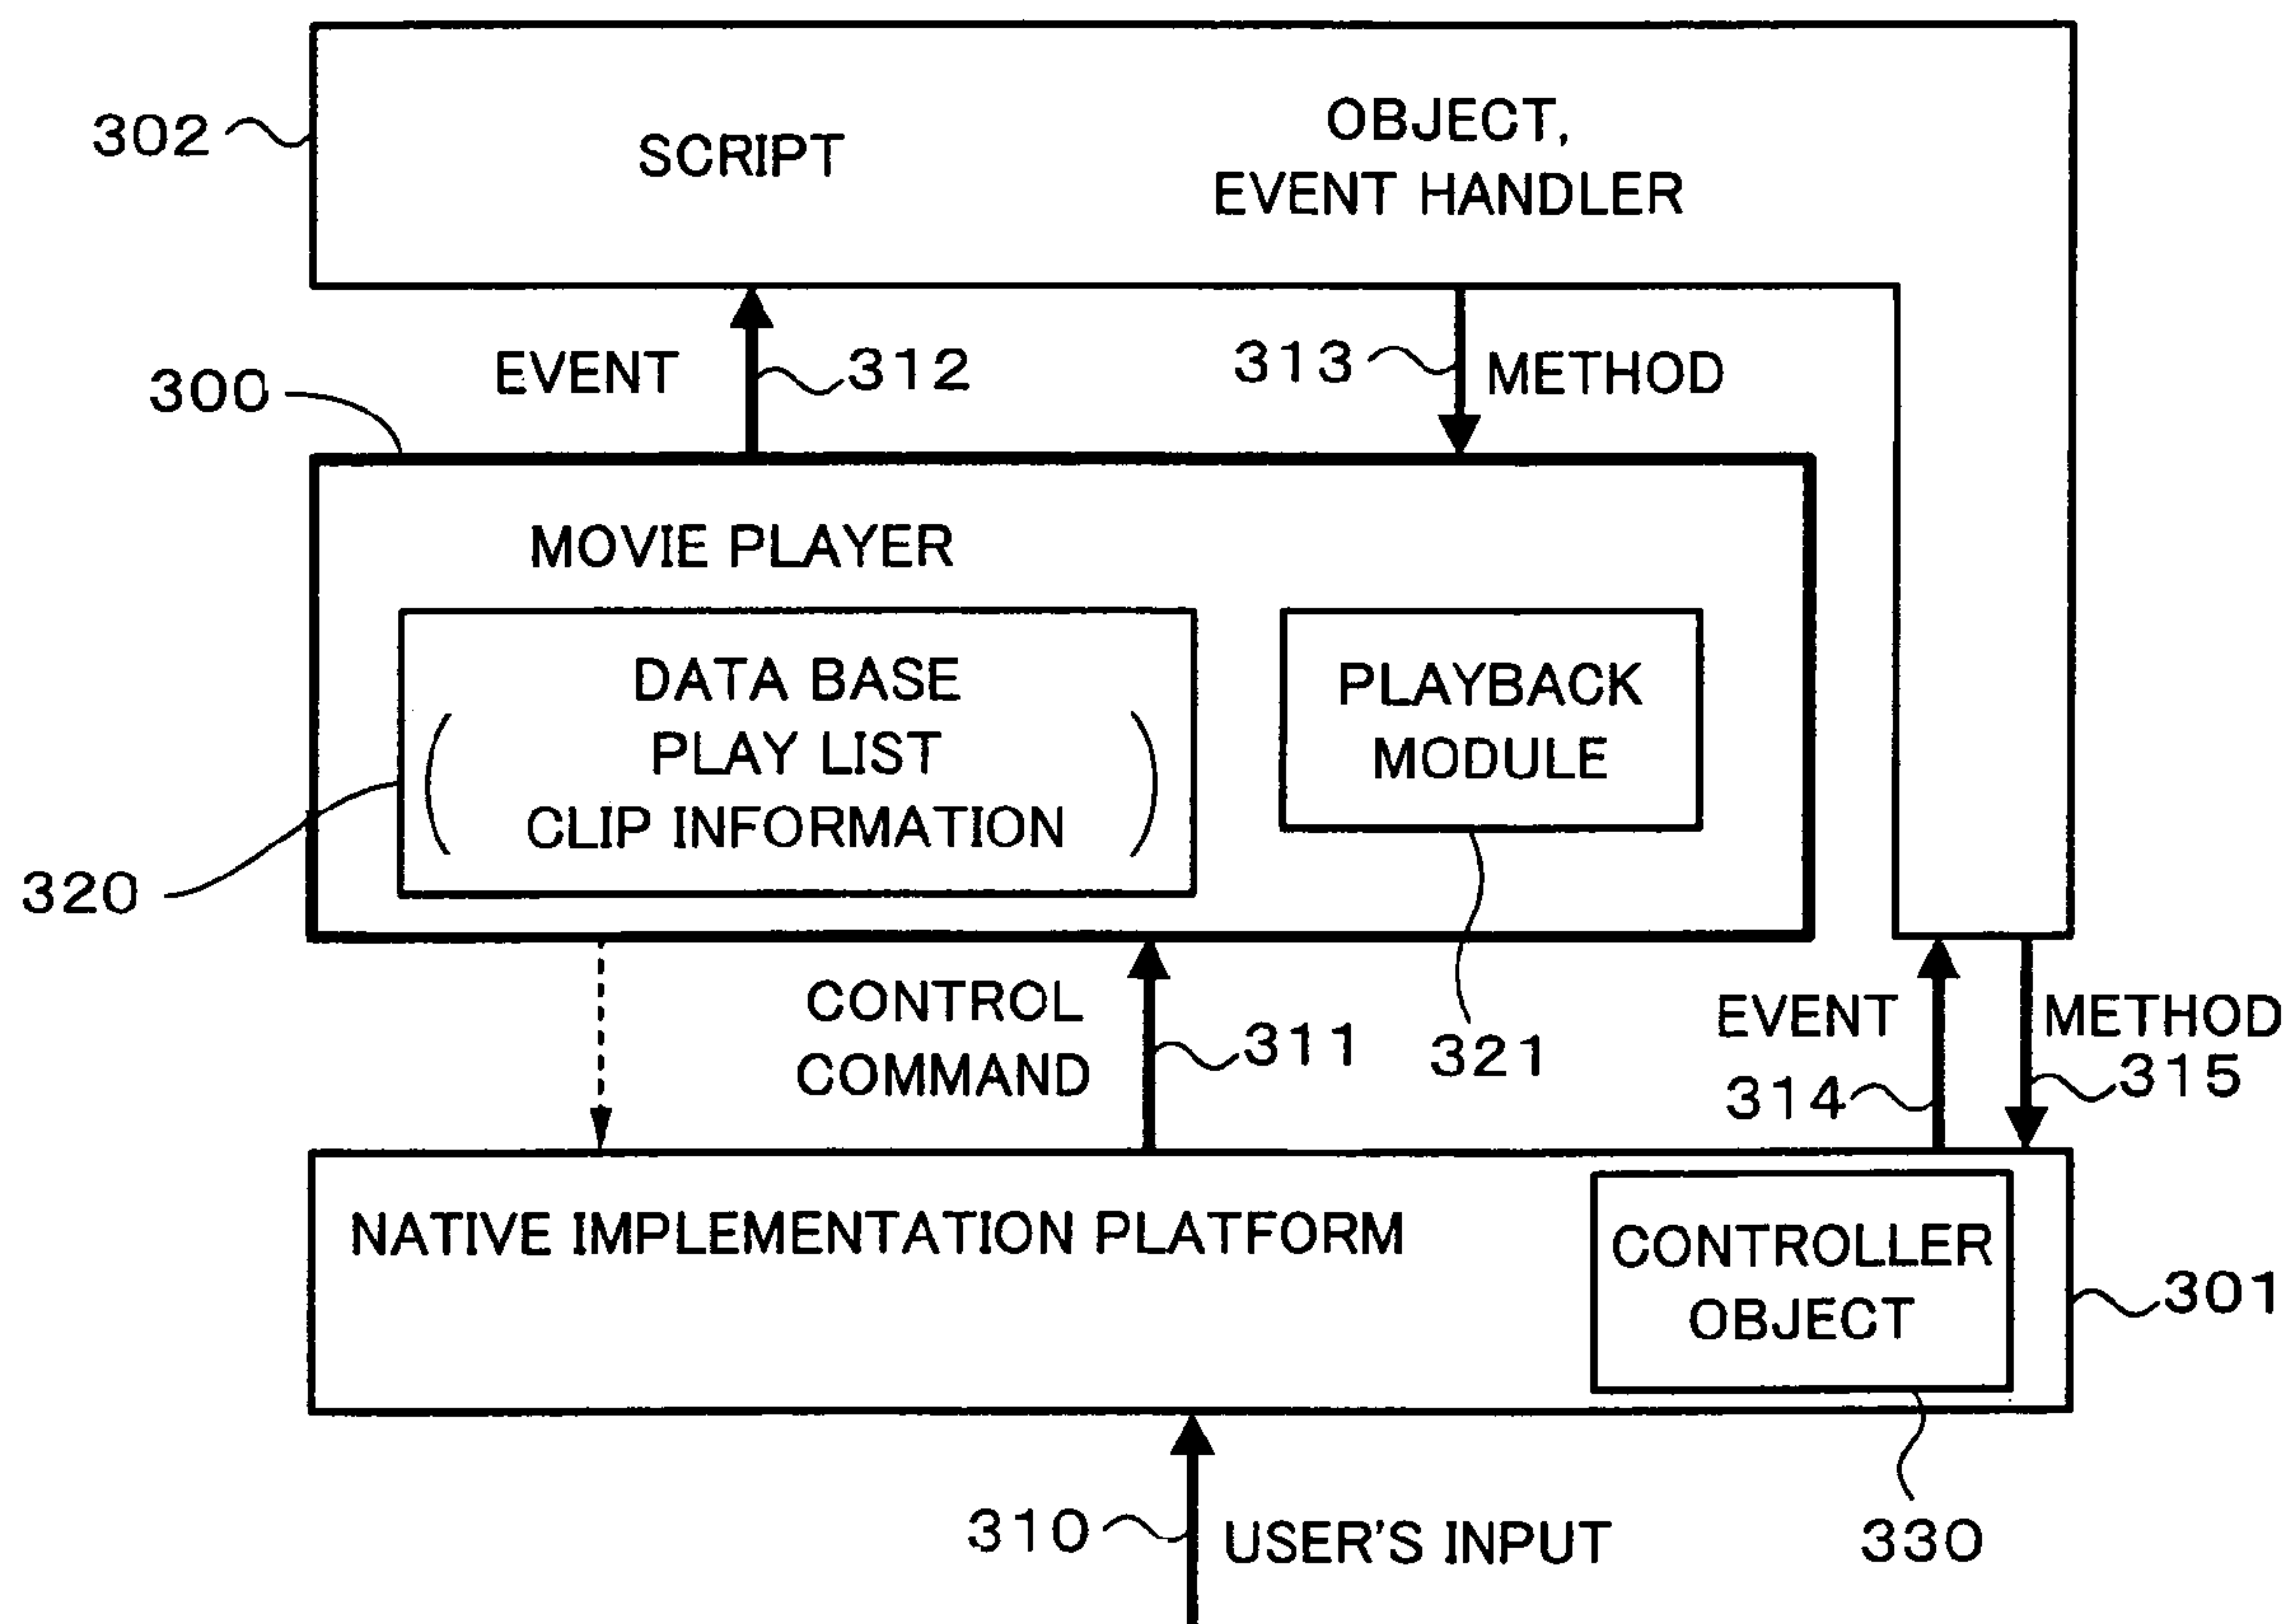 302
SCRIPT
OBJECT,
EVENT HANDLER
EVENT
312
313
METHOD
300
MOVIE PLAYER
DATA BASE
PLAY LIST
CLIP INFORMATION
PLAYBACK
MODULE
320
CONTROL
COMMAND
311
321
EVENT
314
METHOD
315
NATIVE IMPLEMENTATION PLATFORM
CONTROLLER
OBJECT
301
310
USER'S INPUT
330